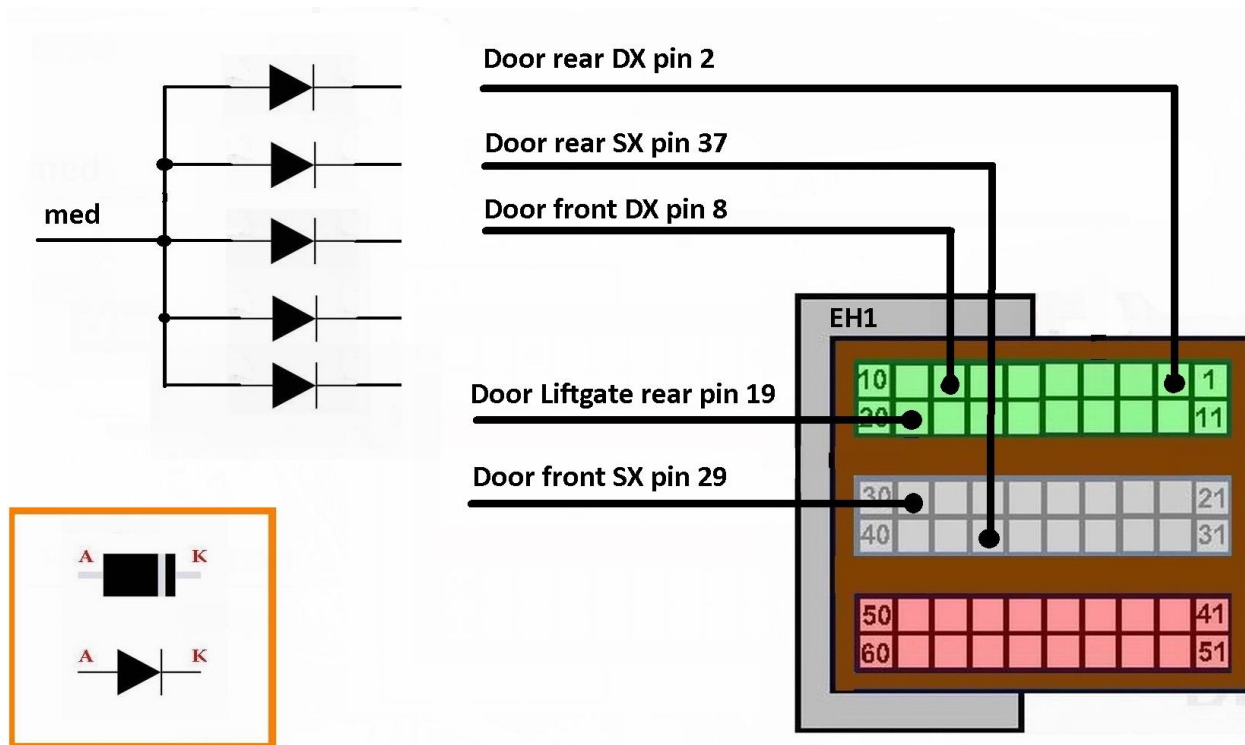 Door rear DX pin 2
Door rear SX pin 37
med
Door front DX pin 8
EH1
10 1
20 11
Door Liftgate rear pin 19
Door front SX pin 29
30 21
40 31
50 41
60 51
A K
A K